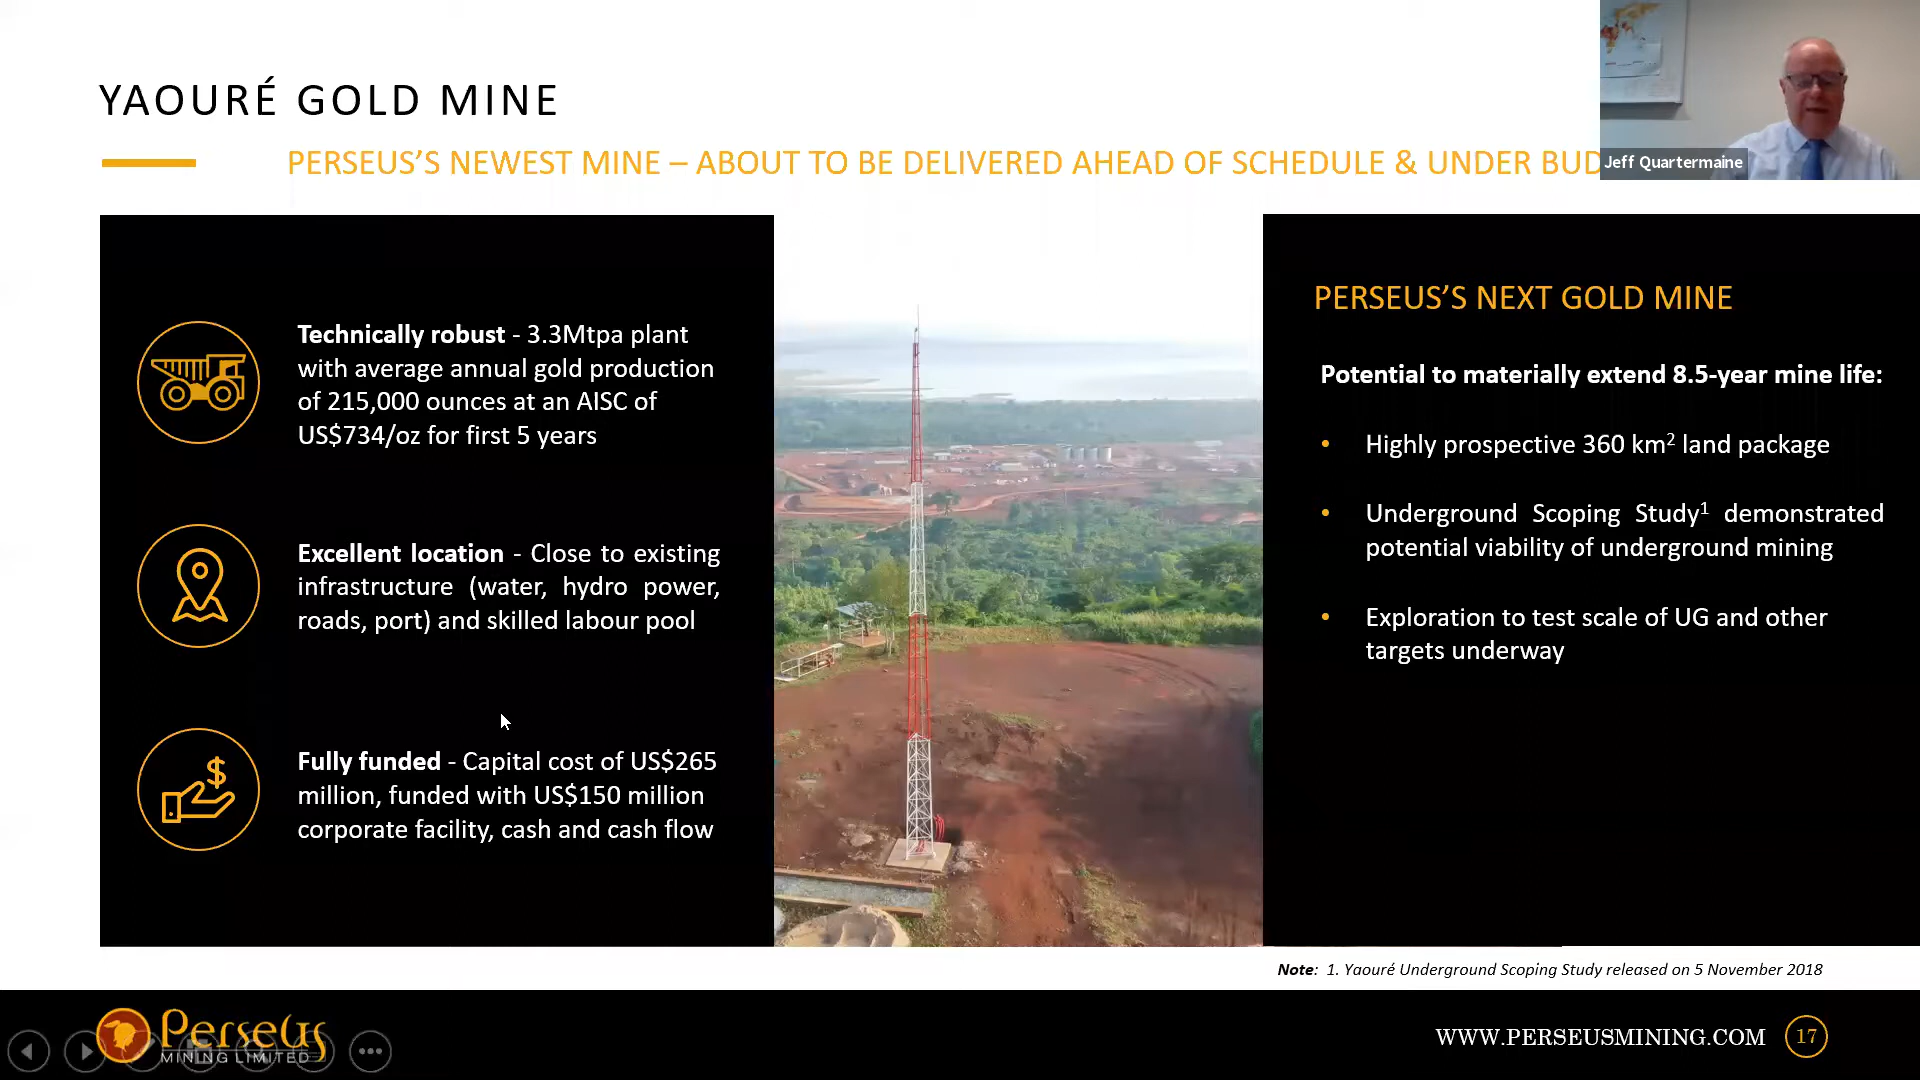 YAOURÉ GOLD MINE
PERSEUS’S NEWEST MINE – ABOUT TO BE DELIVERED AHEAD OF SCHEDULE & UNDER BUD
Jeff Quartermaine
Technically robust - 3.3Mtpa plant
with average annual gold production
of 215,000 ounces at an AISC of
US$734/oz for first 5 years
Excellent location - Close to existing
infrastructure (water, hydro power,
roads, port) and skilled labour pool
Fully funded - Capital cost of US$265
million, funded with US$150 million
corporate facility, cash and cash flow
PERSEUS’S NEXT GOLD MINE
Potential to materially extend 8.5-year mine life:
• Highly prospective 360 km² land package
• Underground Scoping Study¹ demonstrated
potential viability of underground mining
• Exploration to test scale of UG and other
targets underway
Note: 1. Yaouré Underground Scoping Study released on 5 November 2018
Perseus
MINING LIMITED
WWW.PERSEUSMINING.COM
17